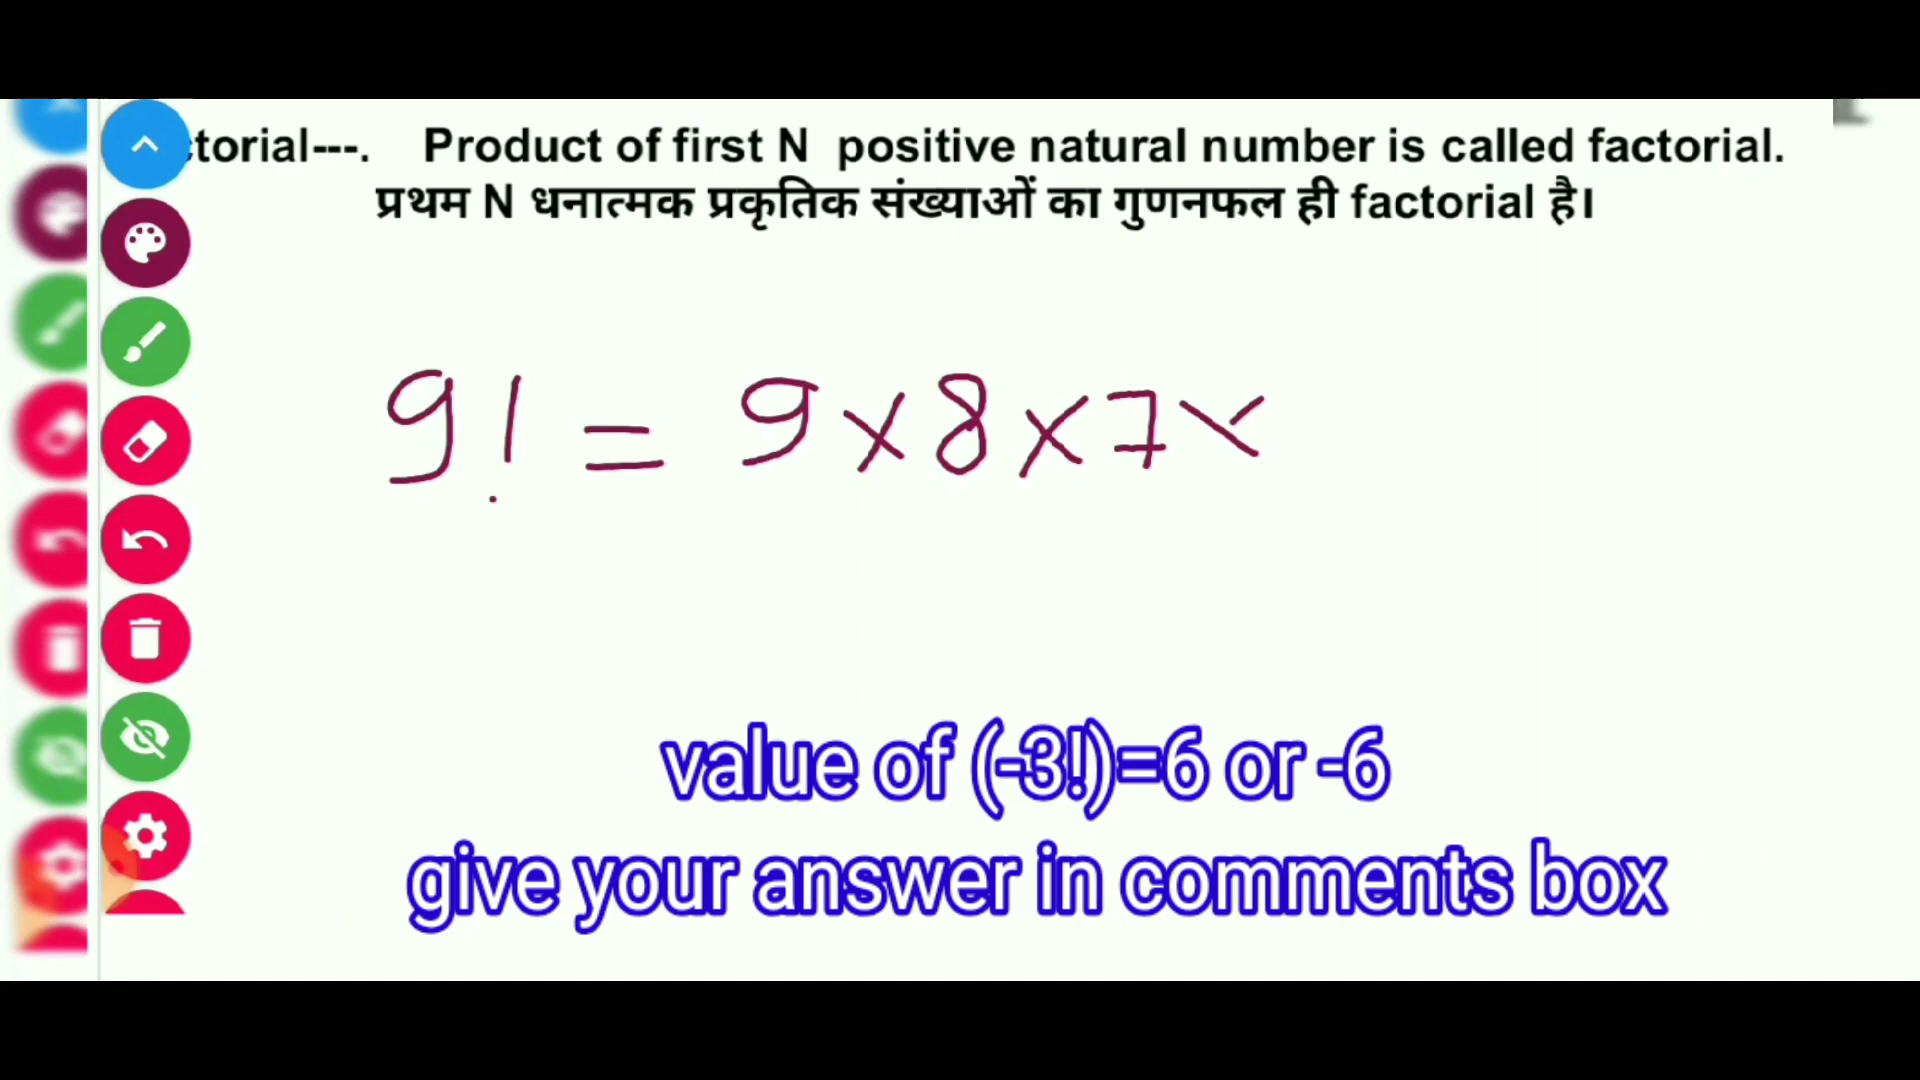 ctorial---. Product of first N positive natural number is called factorial.
प्रथम N धनात्मक प्रकृतिक संख्याओं का गुणनफल ही factorial है।
9! = 9×8×7×
value of (-3!)=6 or -6
give your answer in comments box